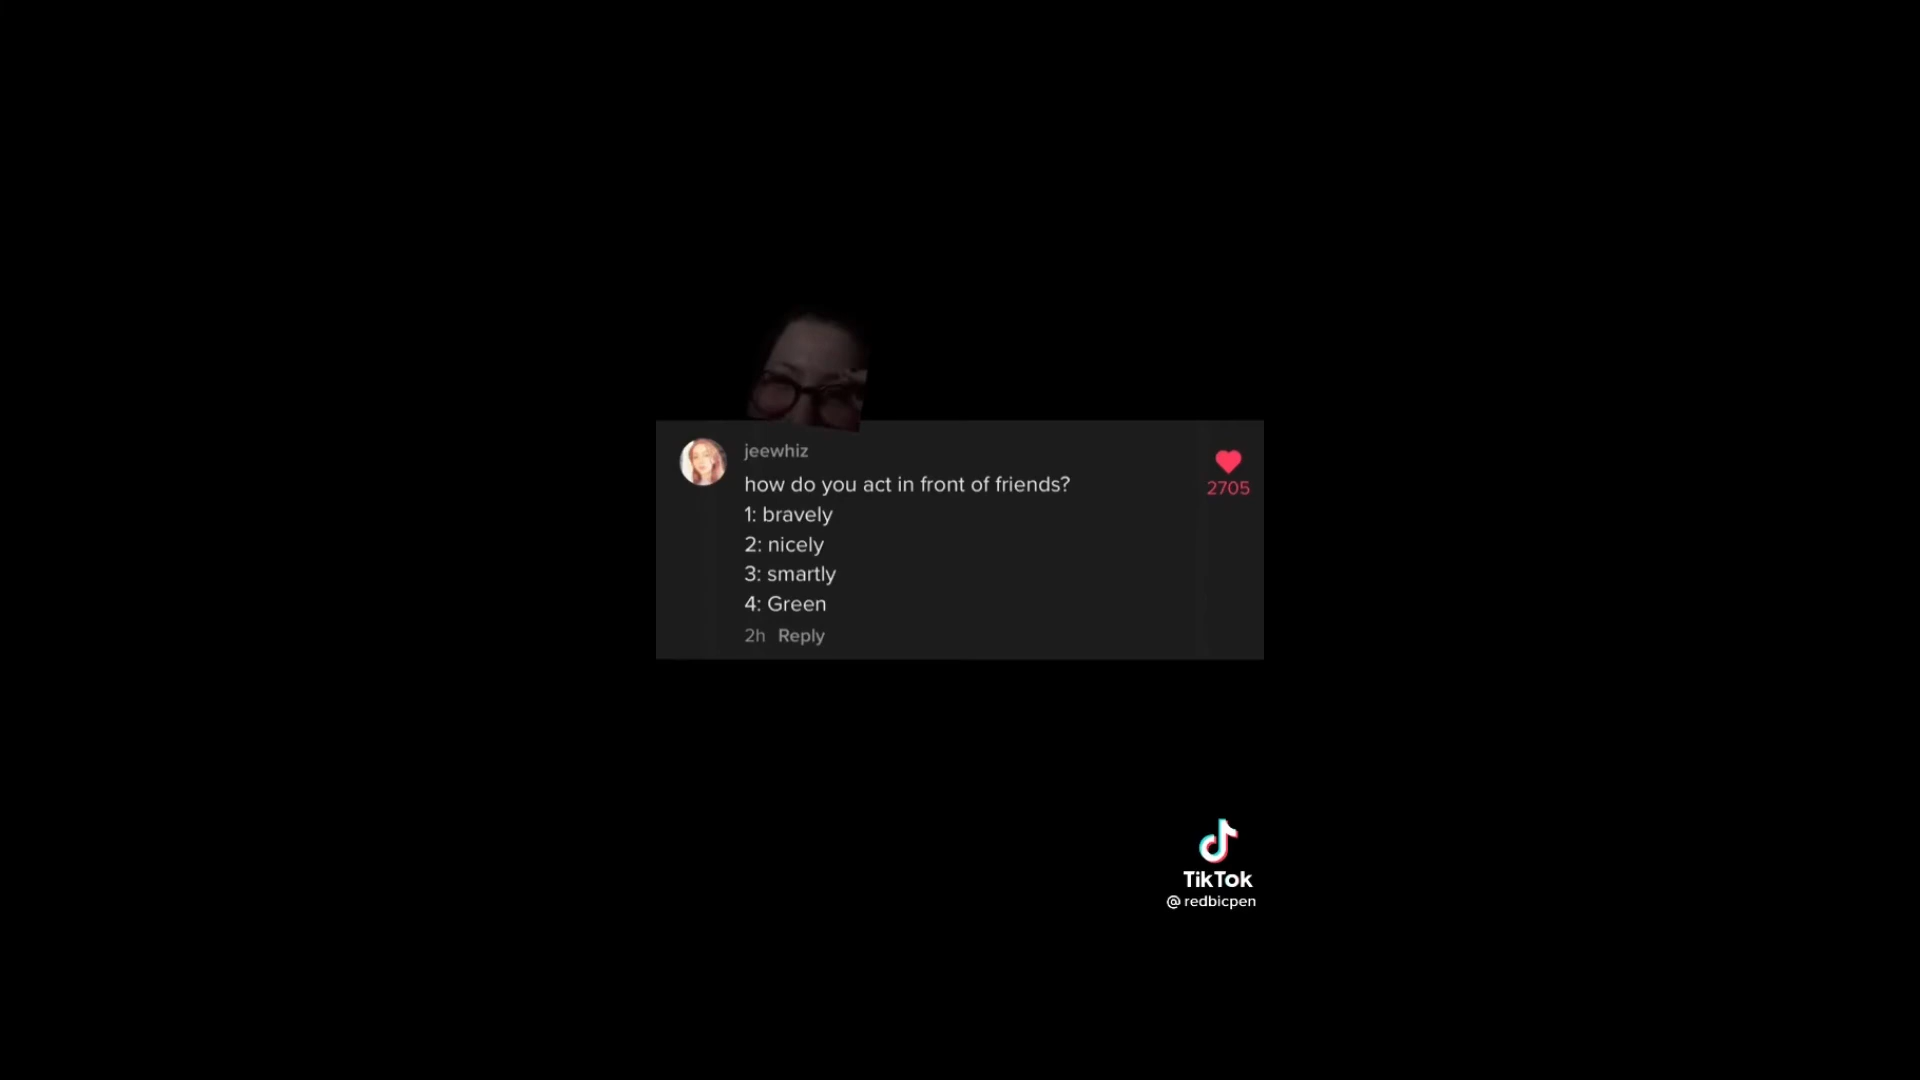 jeewhiz
how do you act in front of friends?
2705
1: bravely
2: nicely
3: smartly
4: Green
2h Reply
TikTok
@redbicpen